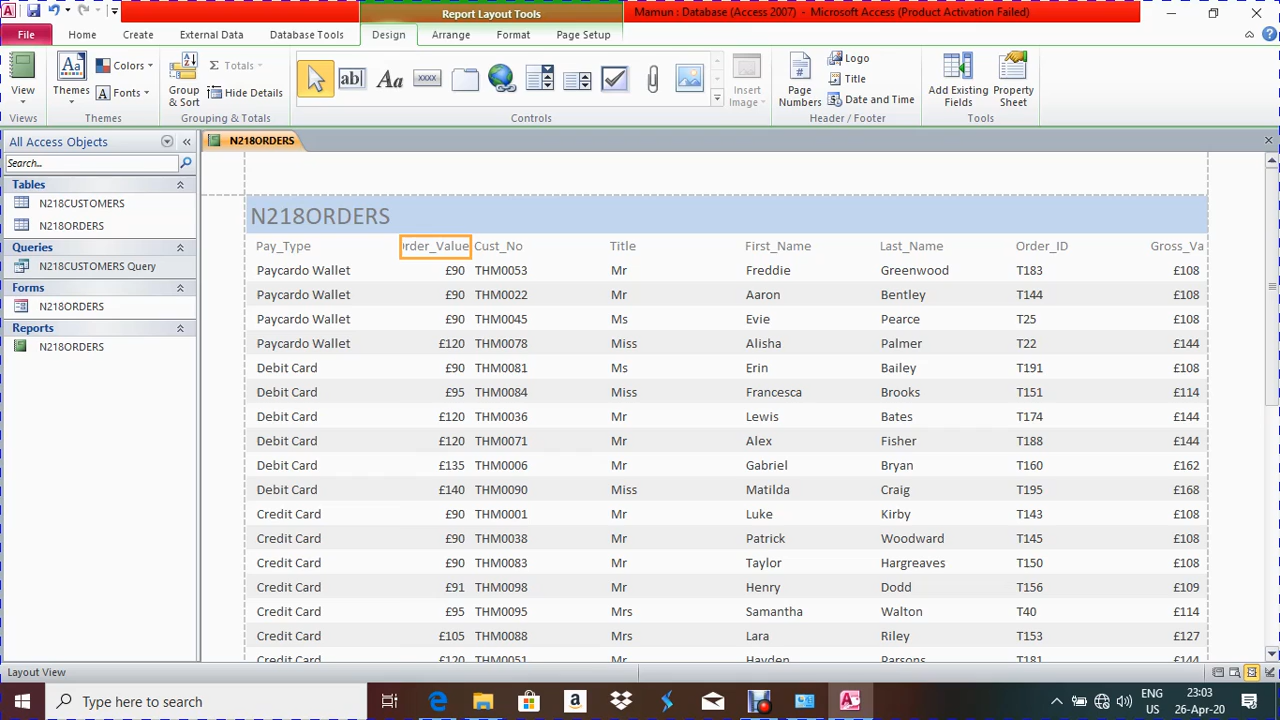 Report Layout Tools
Mamun : Database (Access 2007) - Microsoft Access (Product Activation Failed)
File Home Create External Data Database Tools Design Arrange Format Page Setup
View Themes Colors Fonts Group & Sort Totals Hide Details Insert Image Page Numbers Logo Title Date and Time Add Existing Fields Property Sheet
Views Themes Grouping & Totals Controls Header / Footer Tools
All Access Objects
Search...
Tables
N218CUSTOMERS
N218ORDERS
Queries
N218CUSTOMERS Query
Forms
N218ORDERS
Reports
N218ORDERS
N218ORDERS
N218ORDERS
Pay_Type rder_Value Cust_No Title First_Name Last_Name Order_ID Gross_Va
Paycardo Wallet £90 THM0053 Mr Freddie Greenwood T183 £108
Paycardo Wallet £90 THM0022 Mr Aaron Bentley T144 £108
Paycardo Wallet £90 THM0045 Ms Evie Pearce T25 £108
Paycardo Wallet £120 THM0078 Miss Alisha Palmer T22 £144
Debit Card £90 THM0081 Ms Erin Bailey T191 £108
Debit Card £95 THM0084 Miss Francesca Brooks T151 £114
Debit Card £120 THM0036 Mr Lewis Bates T174 £144
Debit Card £120 THM0071 Mr Alex Fisher T188 £144
Debit Card £135 THM0006 Mr Gabriel Bryan T160 £162
Debit Card £140 THM0090 Miss Matilda Craig T195 £168
Credit Card £90 THM0001 Mr Luke Kirby T143 £108
Credit Card £90 THM0038 Mr Patrick Woodward T145 £108
Credit Card £90 THM0083 Mr Taylor Hargreaves T150 £108
Credit Card £91 THM0098 Mr Henry Dodd T156 £109
Credit Card £95 THM0095 Mrs Samantha Walton T40 £114
Credit Card £105 THM0088 Mrs Lara Riley T153 £127
Credit Card £120 THM0051 Mr Hayden Parsons T181 £144
Layout View
Type here to search
ENG
US
23:03
26-Apr-20